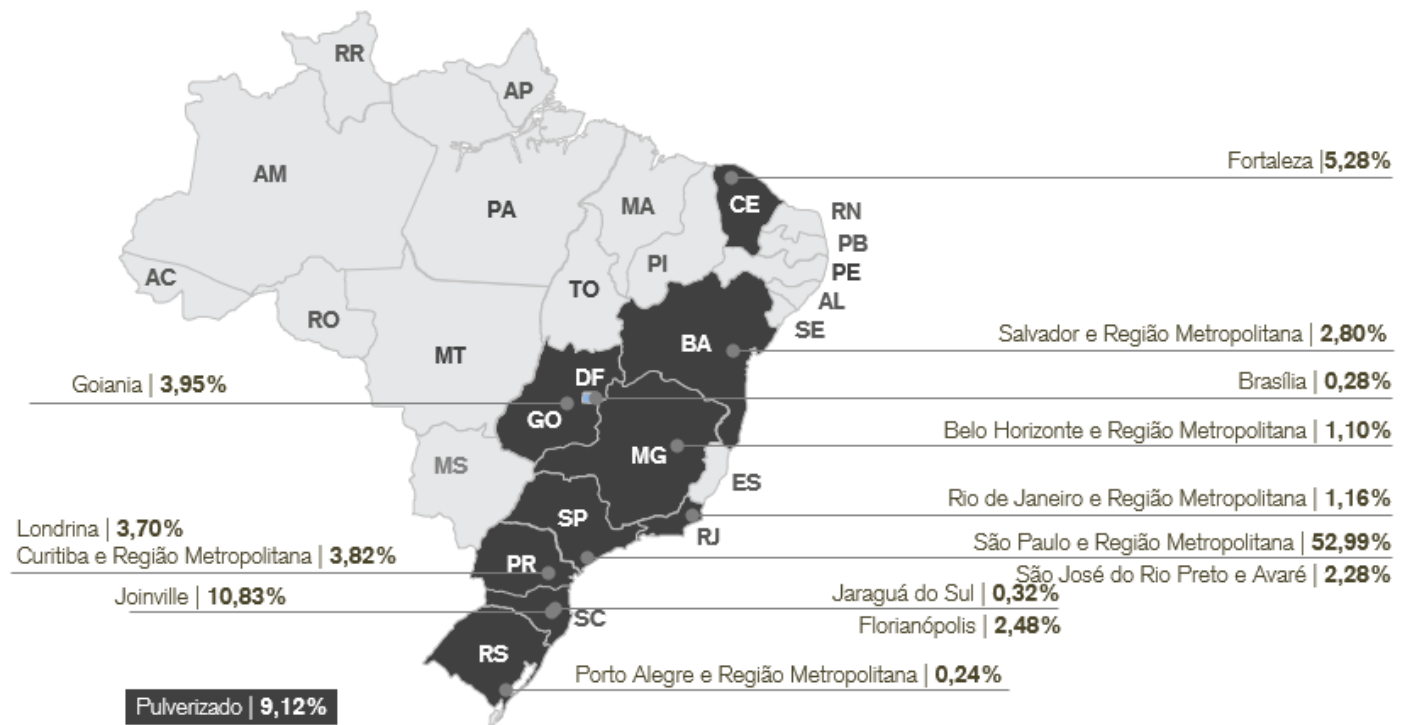 RR
AP
AM
PA
MA
CE
Fortaleza |5,28%
RN
PB
PE
AL
SE
AC
PI
TO
RO
MT
BA
Salvador e Região Metropolitana | 2,80%
DF
Brasília | 0,28%
Goiania | 3,95%
GO
Belo Horizonte e Região Metropolitana | 1,10%
MG
MS
ES
Rio de Janeiro e Região Metropolitana | 1,16%
SP
RJ
São Paulo e Região Metropolitana | 52,99%
São José do Rio Preto e Avaré | 2,28%
Londrina | 3,70%
Curitiba e Região Metropolitana | 3,82%
PR
Joinville | 10,83%
Jaraguá do Sul | 0,32%
SC
Florianópolis | 2,48%
RS
Porto Alegre e Região Metropolitana | 0,24%
Pulverizado | 9,12%